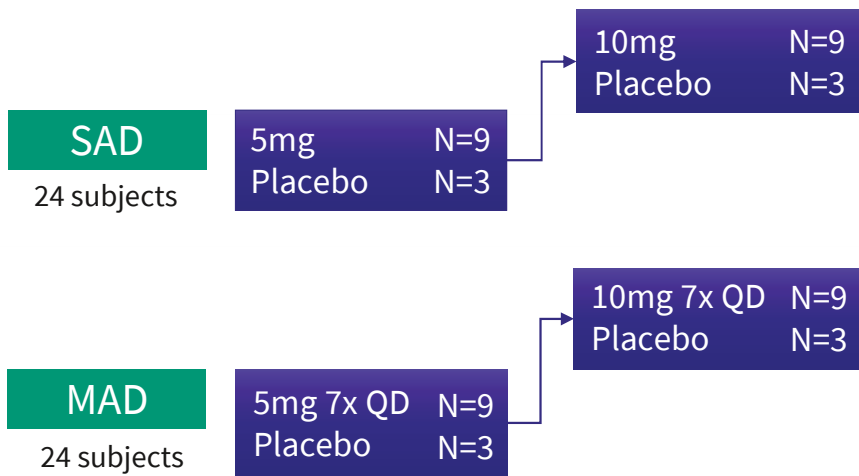 10mg N=9
Placebo N=3
SAD
24 subjects
5mg N=9
Placebo N=3
10mg 7x QD N=9
Placebo N=3
MAD
24 subjects
5mg 7x QD N=9
Placebo N=3